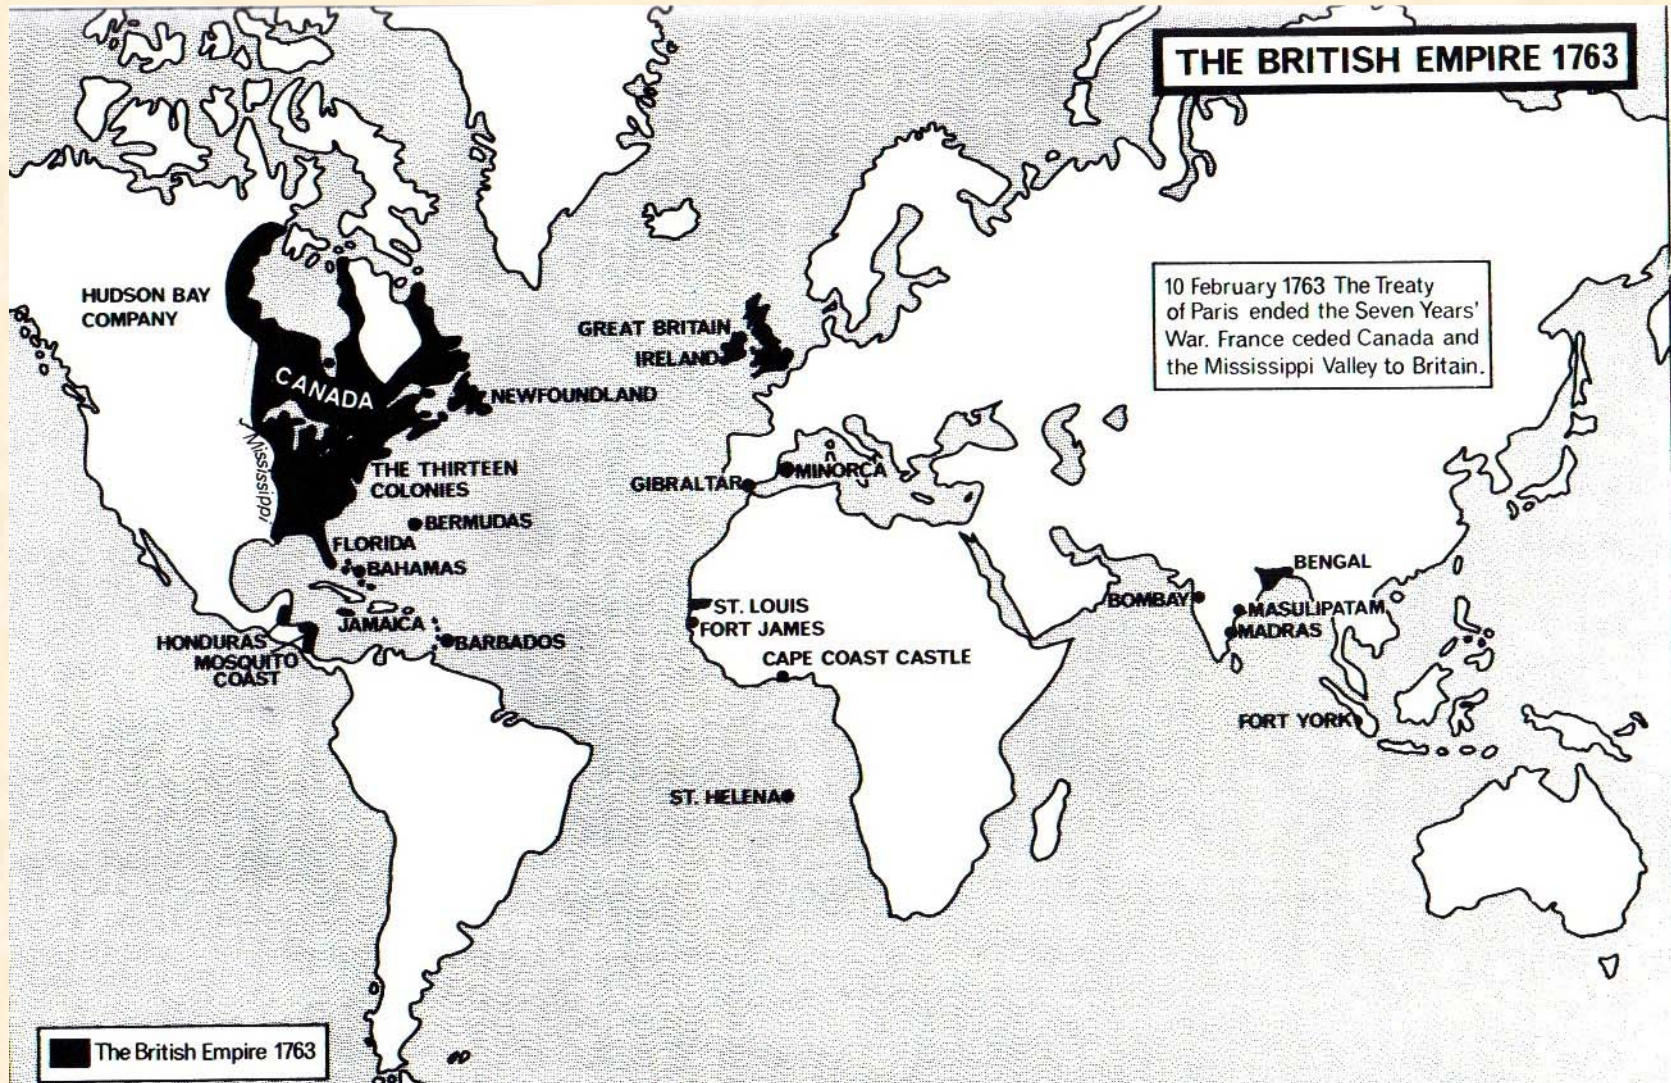 THE BRITISH EMPIRE 1763
10 February 1763 The Treaty
of Paris ended the Seven Years'
War. France ceded Canada and
the Mississippi Valley to Britain.
HUDSON BAY
COMPANY
GREAT BRITAIN
IRELAND
CANADA
NEWFOUNDLAND
Mississippi
THE THIRTEEN
COLONIES
GIBRALTAR
MINORCA
BERMUDAS
FLORIDA
BAHAMAS
BENGAL
BOMBAY
MASULIPATAM
MADRAS
ST. LOUIS
FORT JAMES
JAMAICA
BARBADOS
HONDURAS
MOSQUITO
COAST
CAPE COAST CASTLE
FORT YORK
ST. HELENA
The British Empire 1763